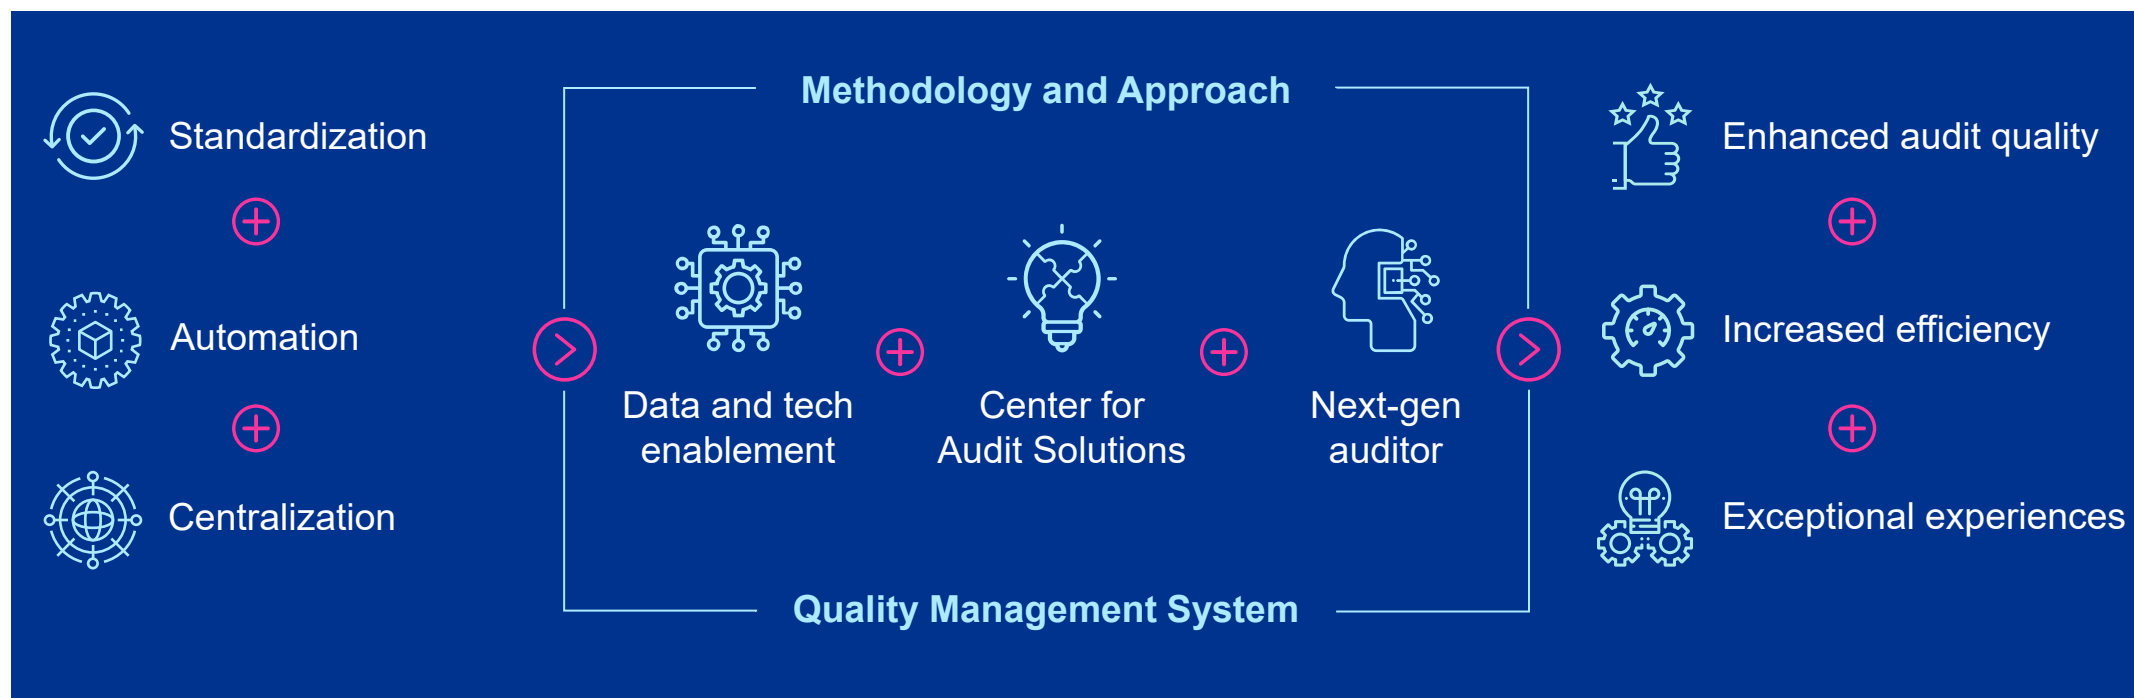 Standardization
Automation
Centralization
Methodology and Approach
Data and tech
enablement
Center for
Audit Solutions
Next-gen
auditor
Quality Management System
Enhanced audit quality
Increased efficiency
Exceptional experiences